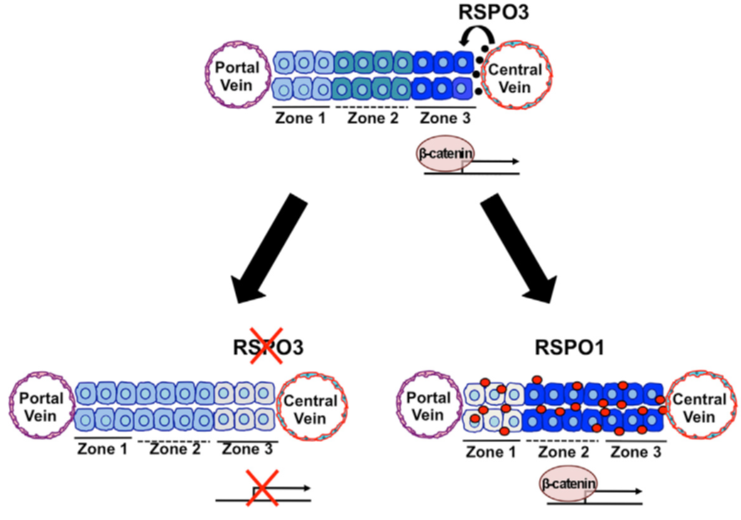 RSPO3
Portal
Vein
Central
Vein
Zone 1
Zone 2
Zone 3
β-catenin
RSPO3
RSPO1
Portal
Vein
Central
Vein
Portal
Vein
Central
Vein
Zone 1
Zone 2
Zone 3
Zone 1
Zone 2
Zone 3
β-catenin